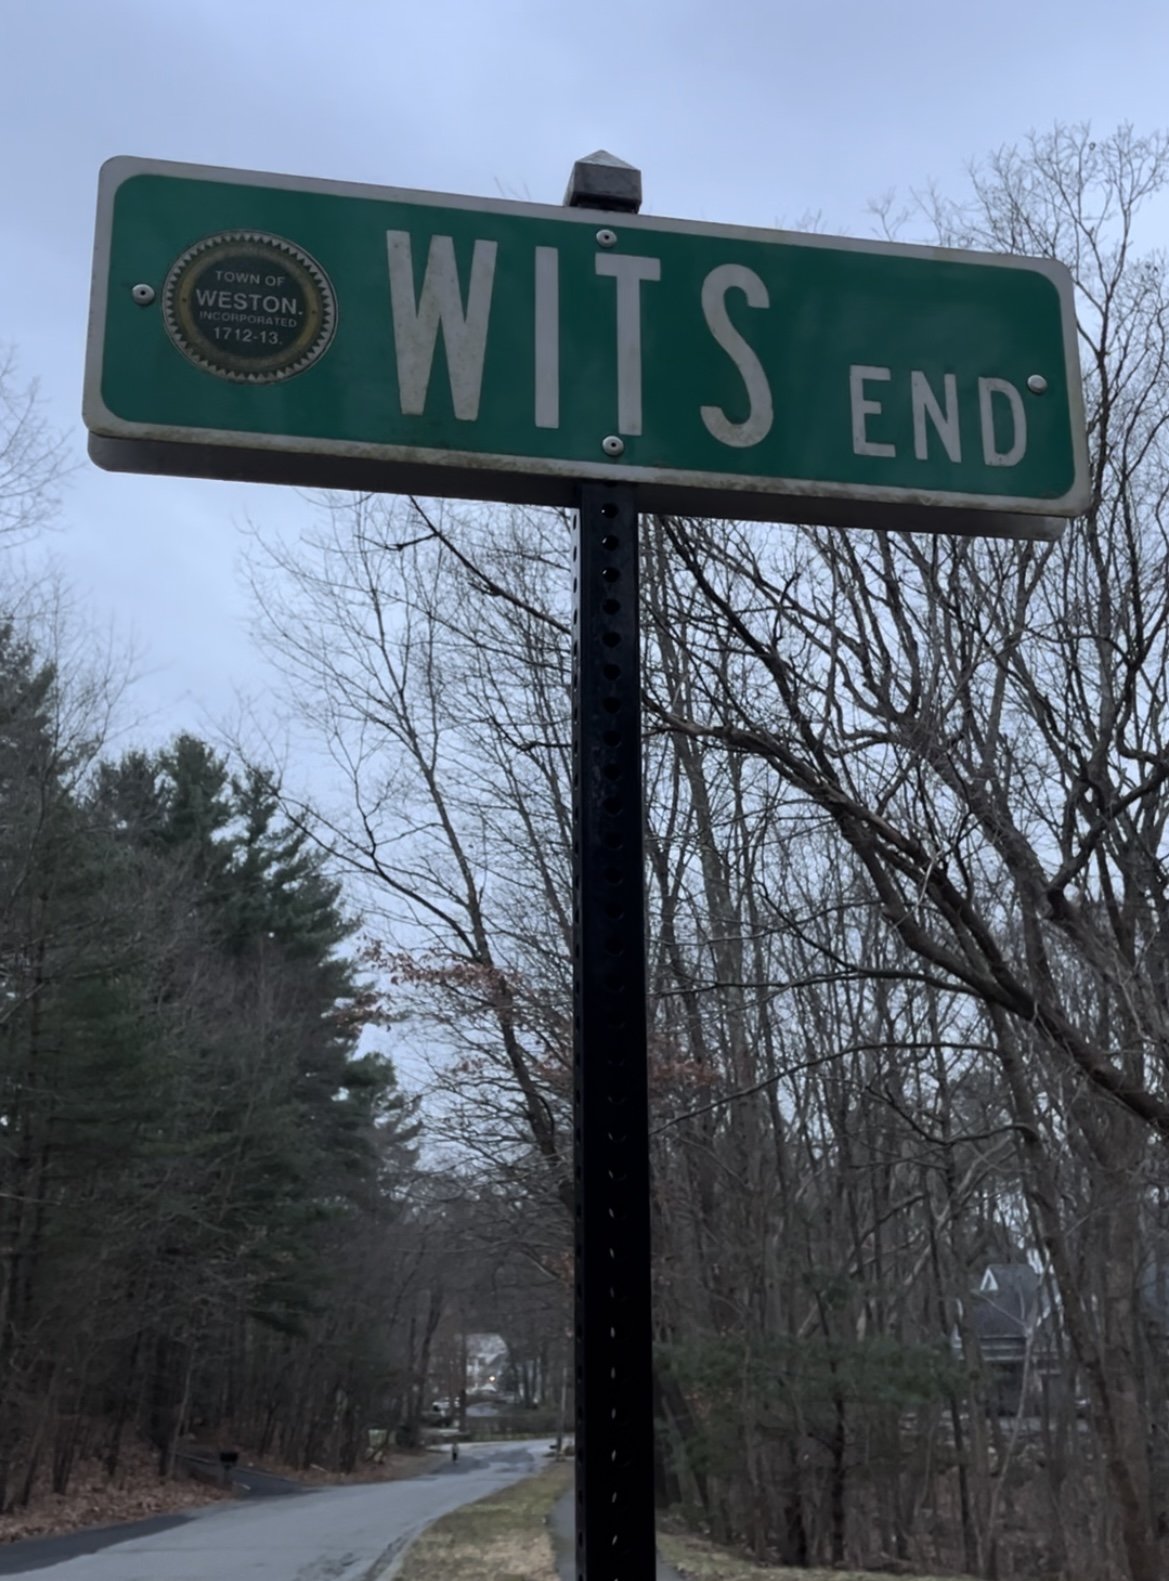 TOWN OF
WESTON.
INCORPORATED
1712-13.
WITS END